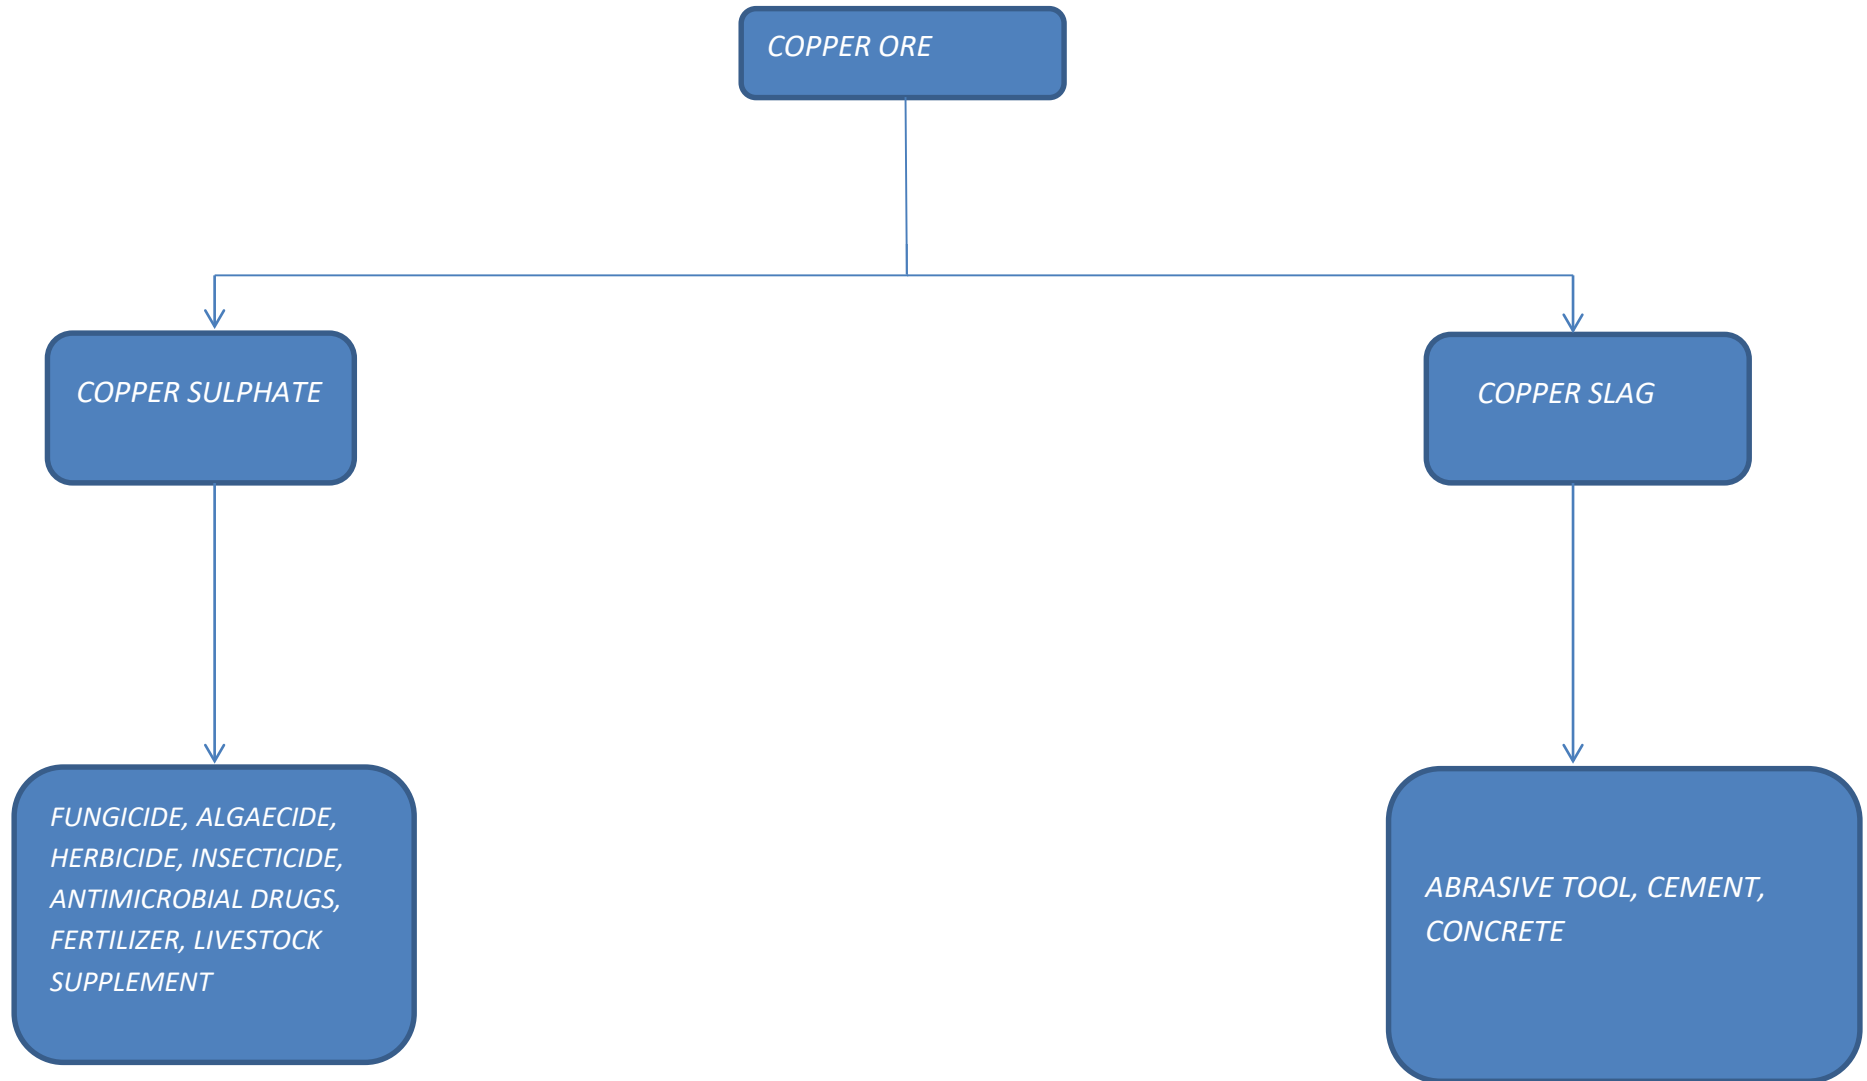 COPPER ORE
COPPER SULPHATE
COPPER SLAG
FUNGICIDE, ALGAECIDE,
HERBICIDE, INSECTICIDE,
ANTIMICROBIAL DRUGS,
FERTILIZER, LIVESTOCK
SUPPLEMENT
ABRASIVE TOOL, CEMENT,
CONCRETE